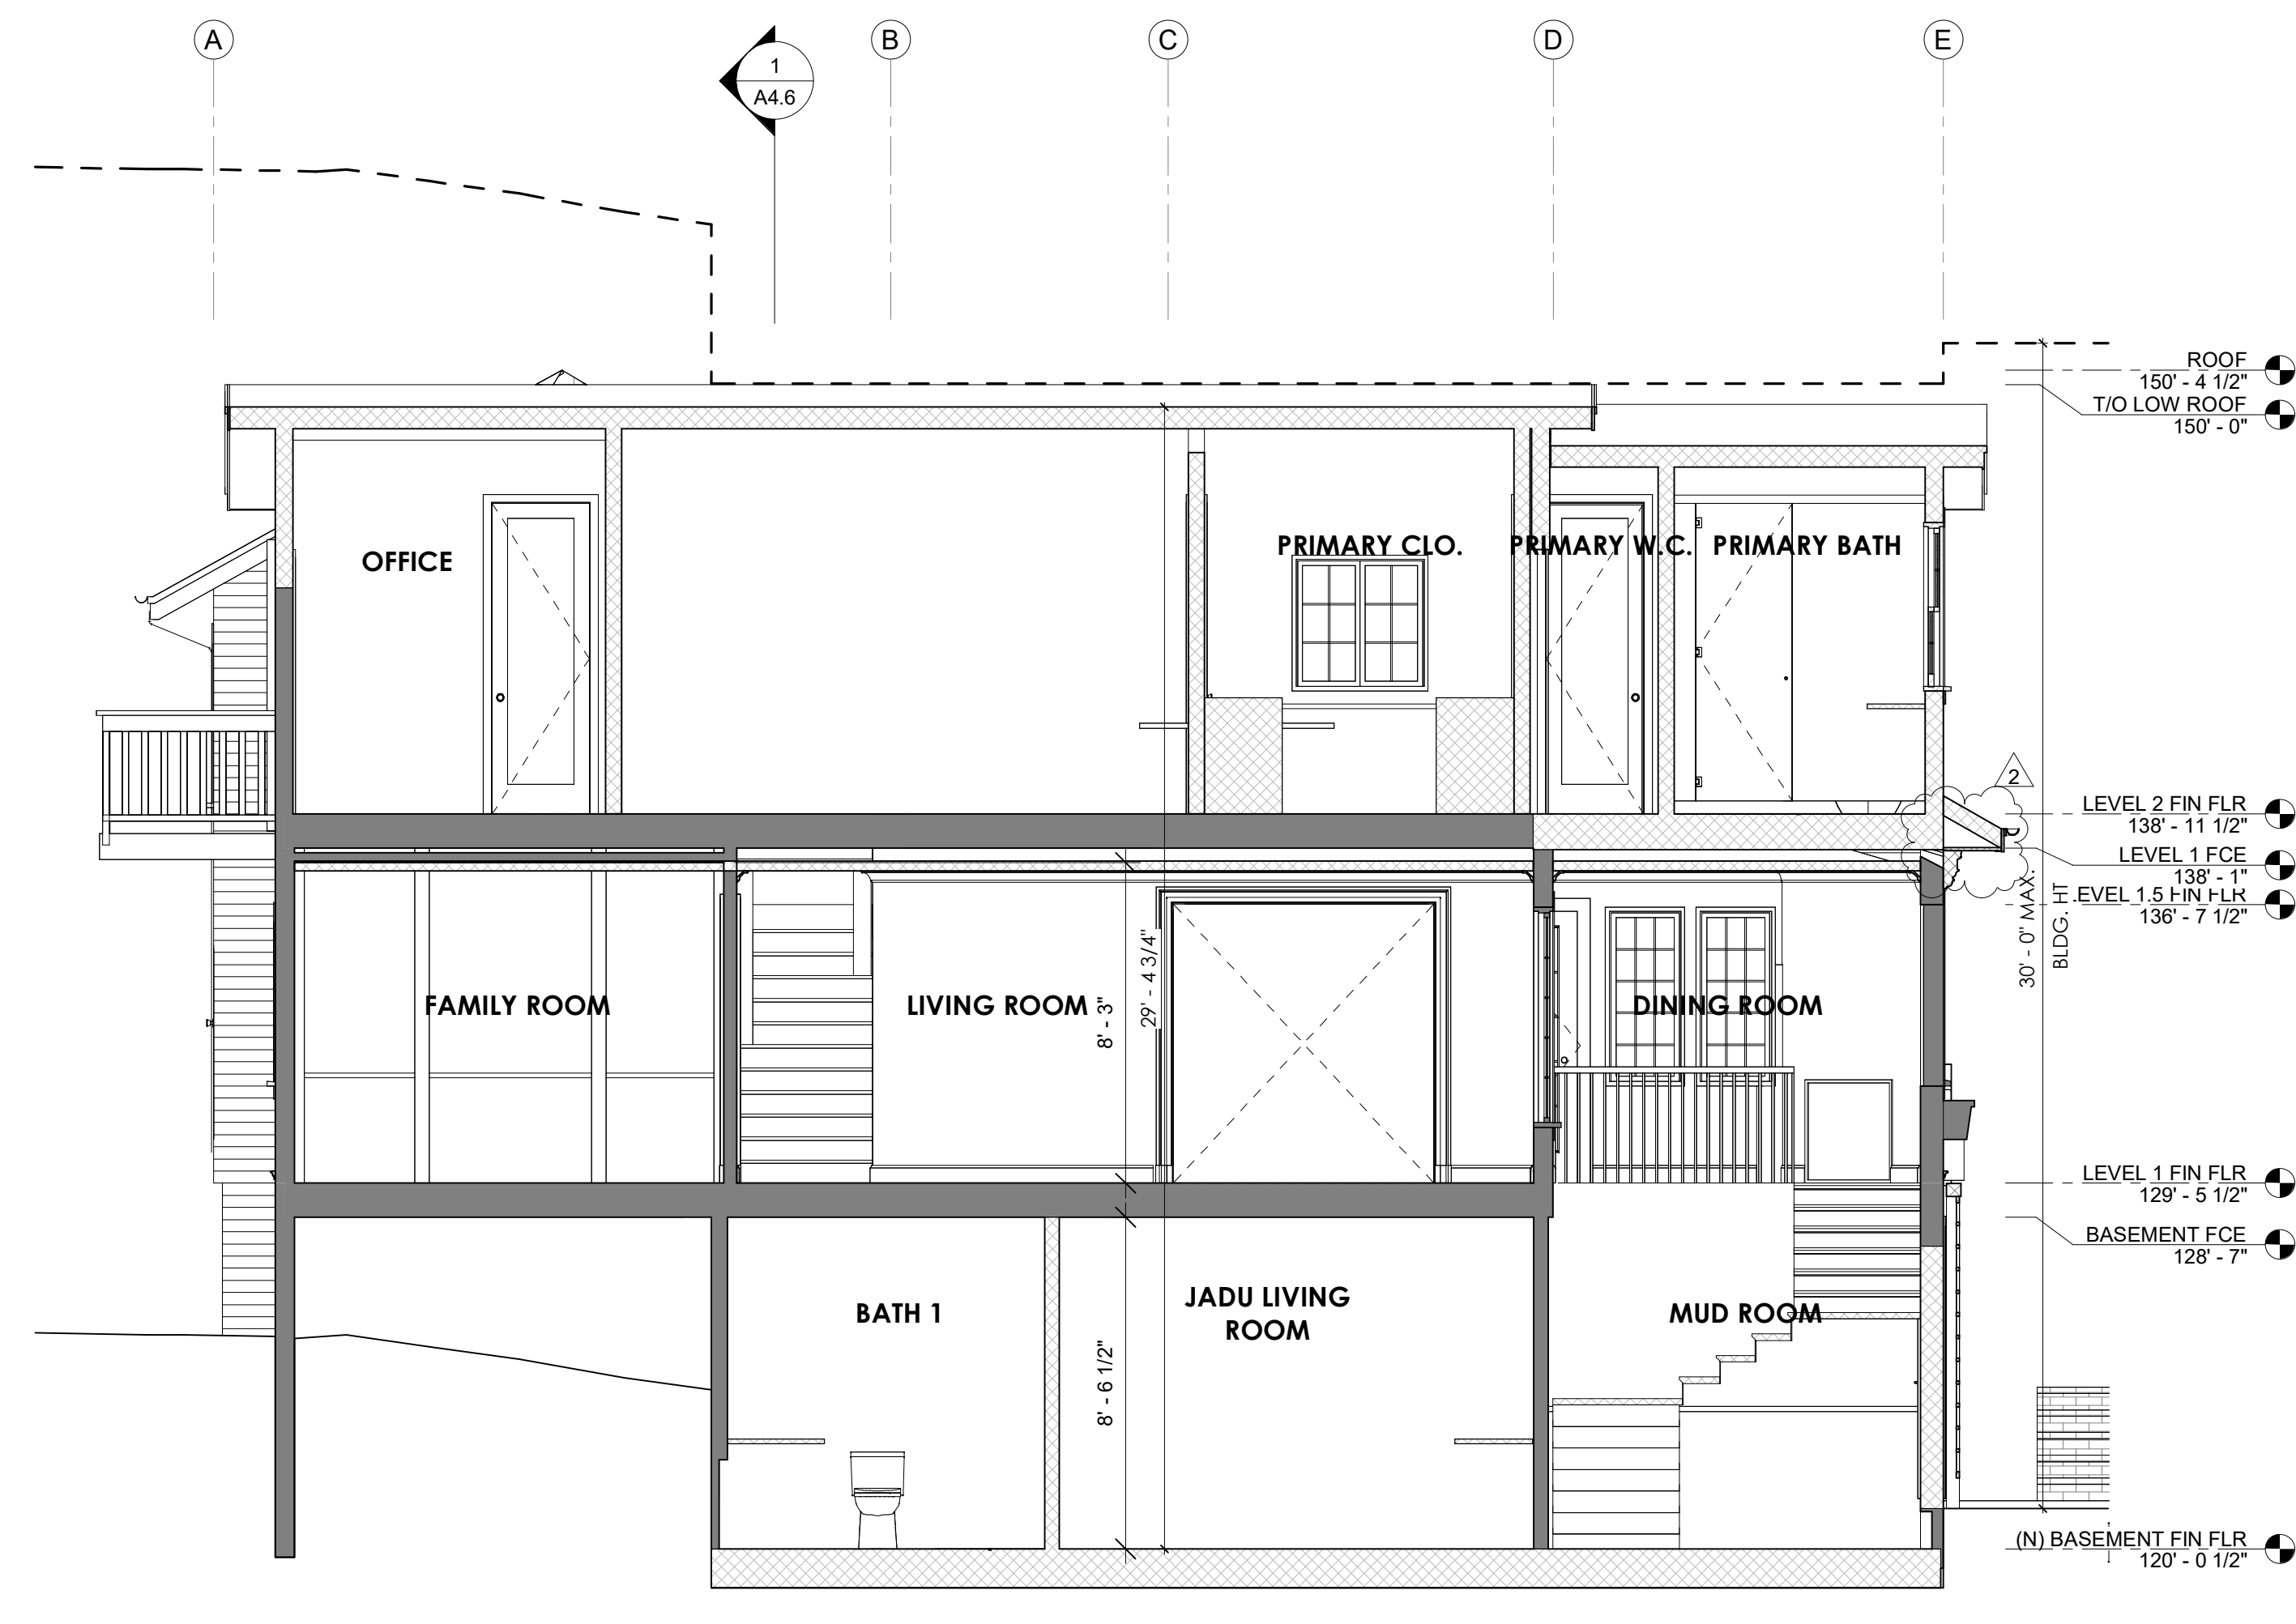 A
B
C
D
E
1
A4.6
ROOF
150' - 4 1/2"
T/O LOW ROOF
150' - 0"
OFFICE
PRIMARY CLO.
PRIMARY W.C.
PRIMARY BATH
2
LEVEL 2 FIN FLR
138' - 11 1/2"
LEVEL 1 FCE
138' - 1"
LEVEL 1.5 FIN FLR
136' - 7 1/2"
30' - 0" MAX.
BLDG. HT
FAMILY ROOM
LIVING ROOM
8' - 3"
29' - 4 3/4"
DINING ROOM
LEVEL 1 FIN FLR
129' - 5 1/2"
BASEMENT FCE
128' - 7"
BATH 1
JADU LIVING
ROOM
MUD ROOM
8' - 6 1/2"
(N) BASEMENT FIN FLR
120' - 0 1/2"